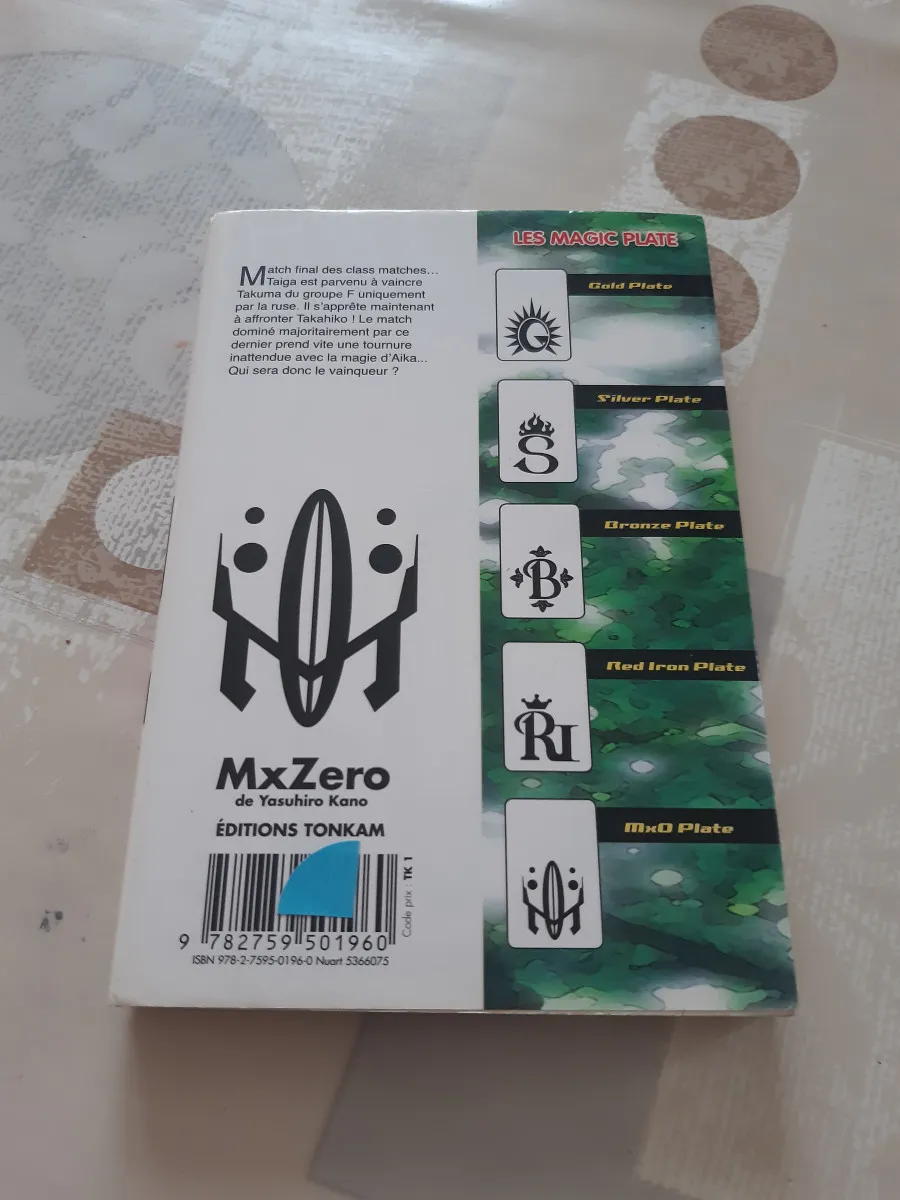 Match final des class matches...
Taiga est parvenu à vaincre
Takuma du groupe F uniquement
par la ruse. Il s'apprête maintenant
à affronter Takahiko ! Le match
dominé majoritairement par ce
dernier prend vite une tournure
inattendue avec la magie d'Aika...
Qui sera donc le vainqueur ?
MxZero
de Yasuhiro Kano
ÉDITIONS TONKAM
Code prix : TK 1
9 782759 501960
ISBN 978-2-7595-0196-0 Nuart 5366075
LES MAGIC PLATE
G
Gold Plate
S
Silver Plate
B
Bronze Plate
RI
Red Iron Plate
Mx0 Plate